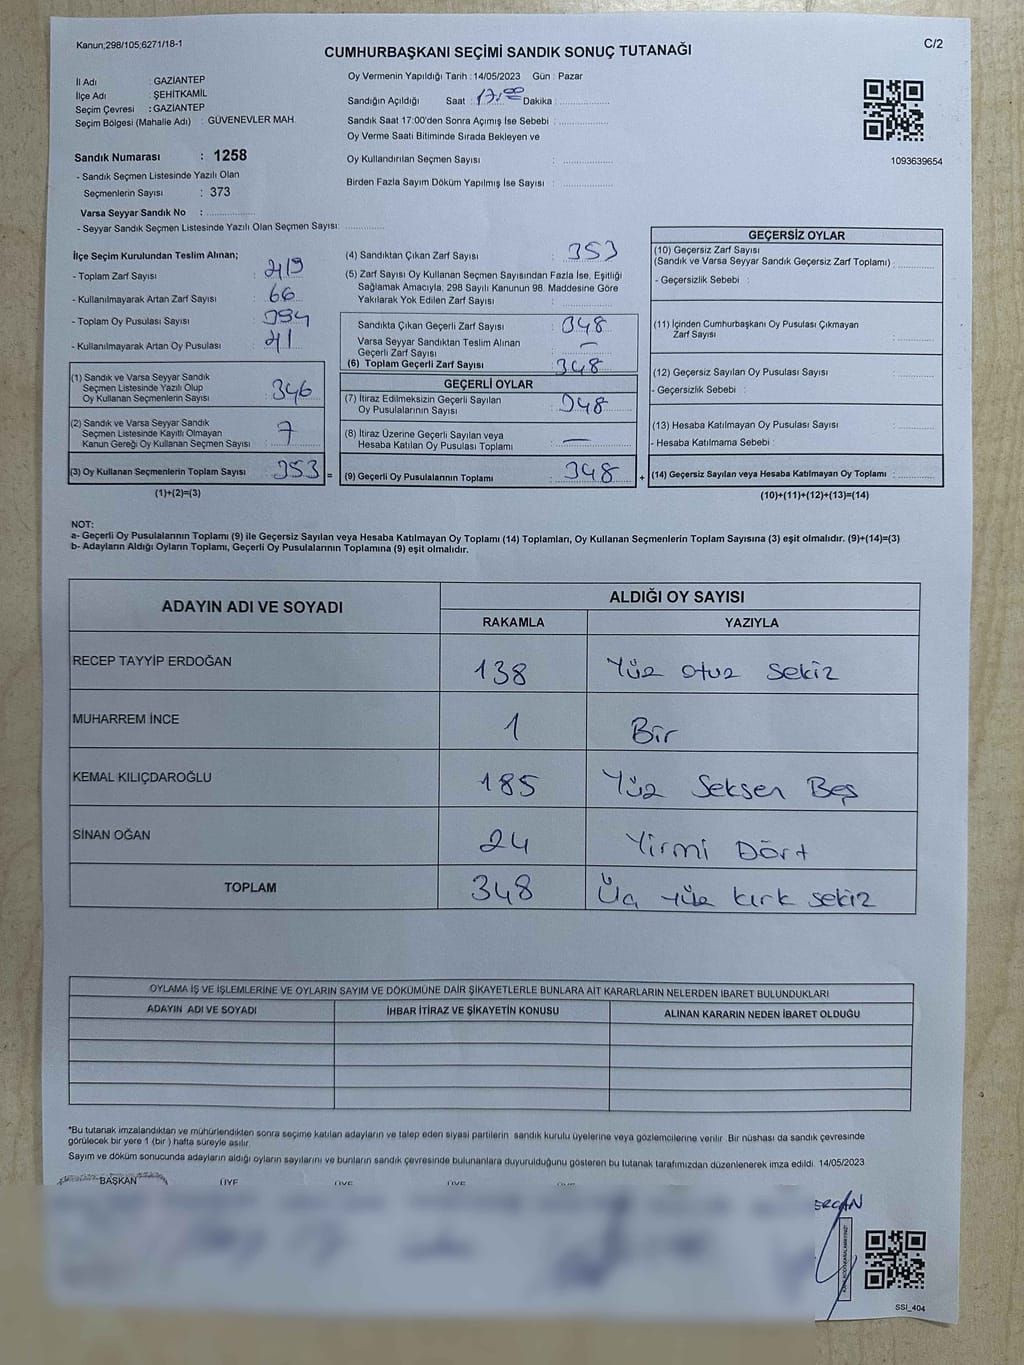 Kanun;298/105;6271/18-1
C/2
CUMHURBAŞKANI SEÇİMİ SANDIK SONUÇ TUTANAĞI
İl Adı : GAZİANTEP
İlçe Adı : ŞEHİTKAMİL
Seçim Çevresi : GAZİANTEP
Seçim Bölgesi (Mahalle Adı) : GÜVENEVLER MAH.
Sandık Numarası : 1258
- Sandık Seçmen Listesinde Yazılı Olan
Seçmenlerin Sayısı : 373
Varsa Seyyar Sandık No :
- Seyyar Sandık Seçmen Listesinde Yazılı Olan Seçmen Sayısı:
Oy Vermenin Yapıldığı Tarih : 14/05/2023 Gün : Pazar
Sandığın Açıldığı Saat : 17:00 Dakika :
Sandık Saat 17:00'den Sonra Açımış İse Sebebi :
Oy Verme Saati Bitiminde Sırada Bekleyen ve
Oy Kullandırılan Seçmen Sayısı :
Birden Fazla Sayım Döküm Yapılmış İse Sayısı :
1093639654
İlçe Seçim Kurulundan Teslim Alınan;
- Toplam Zarf Sayısı : 419
- Kullanılmayarak Artan Zarf Sayısı : 66
- Toplam Oy Pusulası Sayısı : 394
- Kullanılmayarak Artan Oy Pusulası : 41
(1) Sandık ve Varsa Seyyar Sandık
Seçmen Listesinde Yazılı Olup
Oy Kullanan Seçmenlerin Sayısı : 346
(2) Sandık ve Varsa Seyyar Sandık
Seçmen Listesinde Kayıtlı Olmayan
Kanun Gereği Oy Kullanan Seçmen Sayısı : 7
(3) Oy Kullanan Seçmenlerin Toplam Sayısı : 353 =
(1)+(2)=(3)
(4) Sandıktan Çıkan Zarf Sayısı : 353
(5) Zarf Sayısı Oy Kullanan Seçmen Sayısından Fazla İse, Eşitliği
Sağlamak Amacıyla; 298 Sayılı Kanunun 98. Maddesine Göre
Yakılarak Yok Edilen Zarf Sayısı :
Sandıkta Çıkan Geçerli Zarf Sayısı : 348
Varsa Seyyar Sandıktan Teslim Alınan
Geçerli Zarf Sayısı : —
(6) Toplam Geçerli Zarf Sayısı : 348
GEÇERLİ OYLAR
(7) İtiraz Edilmeksizin Geçerli Sayılan
Oy Pusulalarının Sayısı : 348
(8) İtiraz Üzerine Geçerli Sayılan veya
Hesaba Katılan Oy Pusulası Toplamı : —
(9) Geçerli Oy Pusulalarının Toplamı : 348 +
GEÇERSİZ OYLAR
(10) Geçersiz Zarf Sayısı
(Sandık ve Varsa Seyyar Sandık Geçersiz Zarf Toplamı) :
- Geçersizlik Sebebi :
(11) İçinden Cumhurbaşkanı Oy Pusulası Çıkmayan
Zarf Sayısı :
(12) Geçersiz Sayılan Oy Pusulası Sayısı :
- Geçersizlik Sebebi :
(13) Hesaba Katılmayan Oy Pusulası Sayısı :
- Hesaba Katılmama Sebebi :
(14) Geçersiz Sayılan veya Hesaba Katılmayan Oy Toplamı :
(10)+(11)+(12)+(13)=(14)
NOT:
a- Geçerli Oy Pusulalarının Toplamı (9) ile Geçersiz Sayılan veya Hesaba Katılmayan Oy Toplamı (14) Toplamları, Oy Kullanan Seçmenlerin Toplam Sayısına (3) eşit olmalıdır. (9)+(14)=(3)
b- Adayların Aldığı Oyların Toplamı, Geçerli Oy Pusulalarının Toplamına (9) eşit olmalıdır.
ADAYIN ADI VE SOYADI
ALDIĞI OY SAYISI
RAKAMLA YAZIYLA
RECEP TAYYİP ERDOĞAN 138 Yüz otuz sekiz
MUHARREM İNCE 1 Bir
KEMAL KILIÇDAROĞLU 185 Yüz Seksen Beş
SİNAN OĞAN 24 Yirmi Dört
TOPLAM 348 Üç yüz kırk sekiz
OYLAMA İŞ VE İŞLEMLERİNE VE OYLARIN SAYIM VE DÖKÜMÜNE DAİR ŞİKAYETLERLE BUNLARA AİT KARARLARIN NELERDEN İBARET BULUNDUKLARI
ADAYIN ADI VE SOYADI İHBAR İTİRAZ VE ŞİKAYETİN KONUSU ALINAN KARARIN NEDEN İBARET OLDUĞU
*Bu tutanak imzalandıktan ve mühürlendikten sonra seçime katılan adayların ve talep eden siyasi partilerin sandık kurulu üyelerine veya gözlemcilerine verilir. Bir nüshası da sandık çevresinde
görülecek bir yere 1 (bir ) hafta süreyle asılır.
Sayım ve döküm sonucunda adayların aldığı oyların sayılarını ve bunların sandık çevresinde bulunanlara duyurulduğunu gösteren bu tutanak tarafımızdan düzenlenerek imza edildi. 14/05/2023
BAŞKAN ÜYE ÜYE ÜYE ÜYE
ERCAN
SSI_404